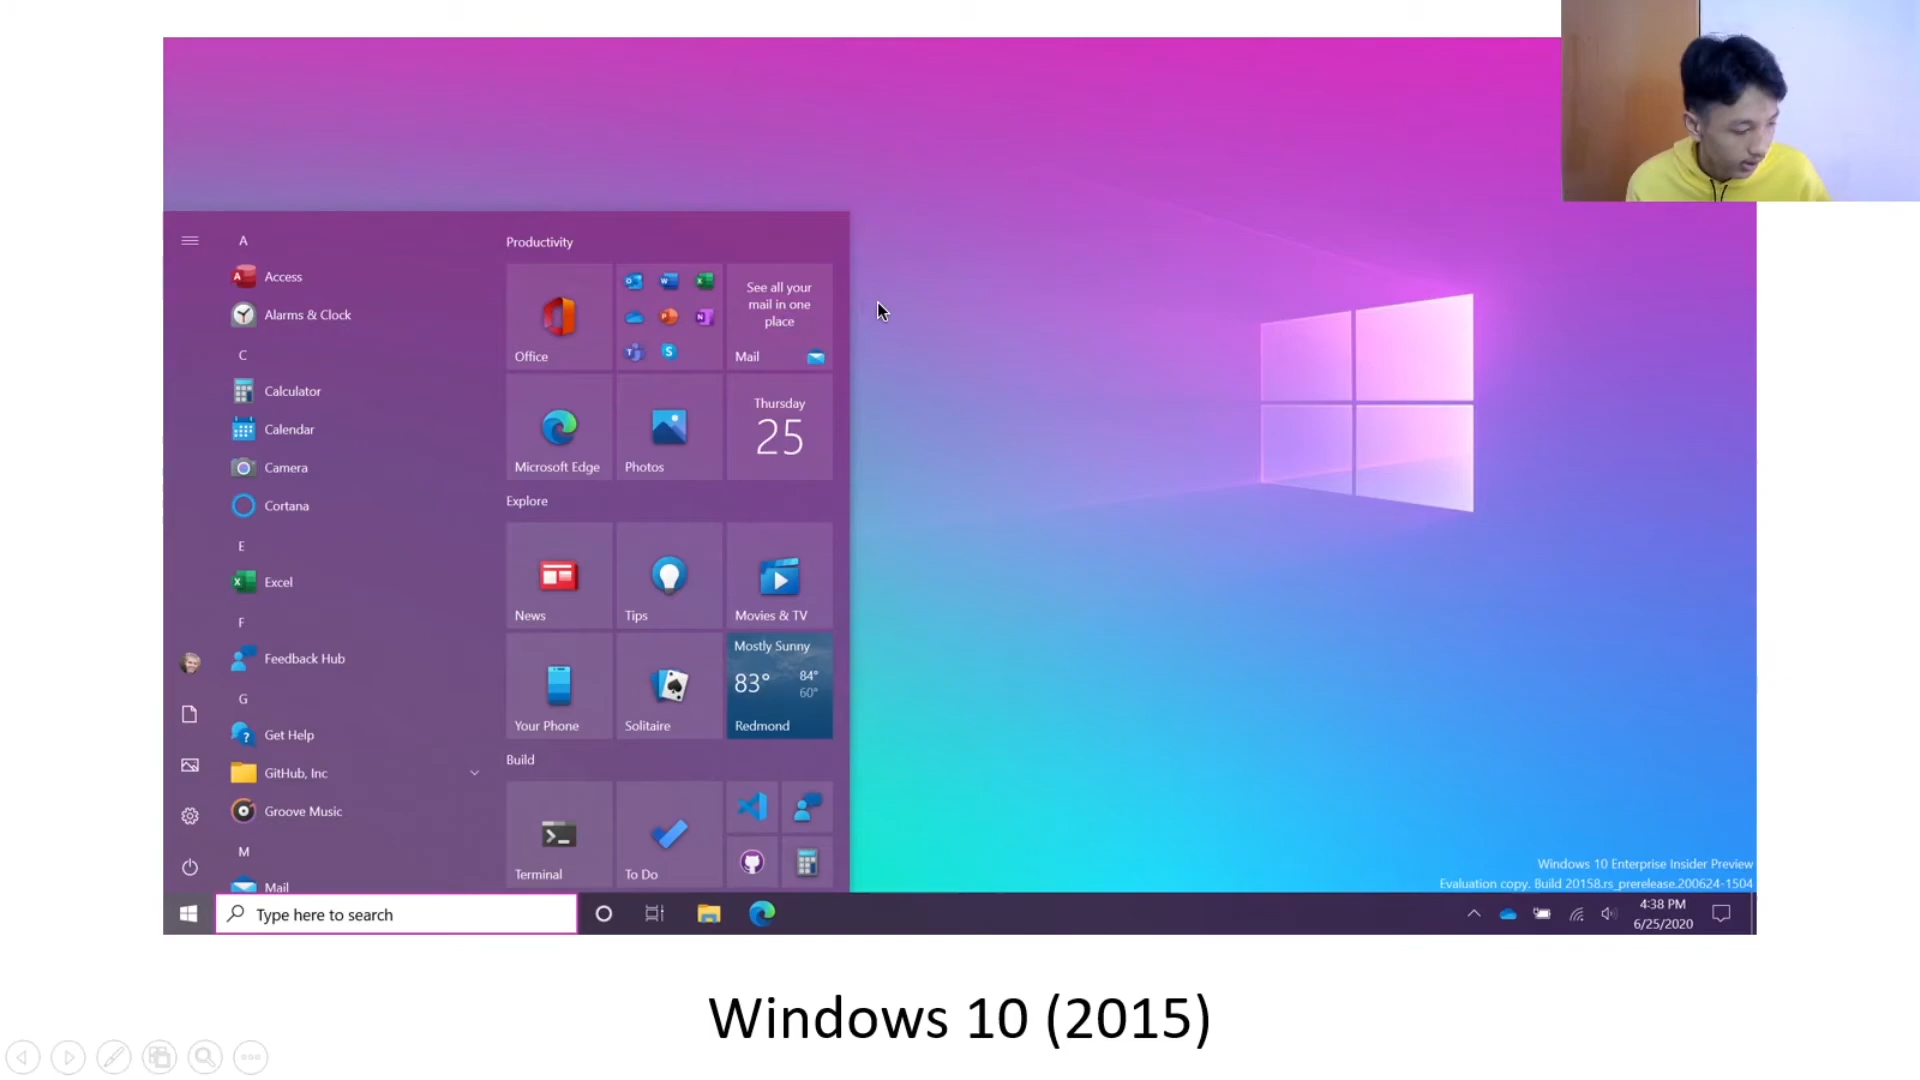 A
Access
Alarms & Clock
C
Calculator
Calendar
Camera
Cortana
E
Excel
F
Feedback Hub
G
Get Help
GitHub, Inc
Groove Music
M
Mail
Productivity
Office
See all your
mail in one
place
Mail
Microsoft Edge
Photos
Thursday
25
Explore
News
Tips
Movies & TV
Your Phone
Solitaire
Mostly Sunny
83°
84°
60°
Redmond
Build
Terminal
To Do
Windows 10 Enterprise Insider Preview
Evaluation copy. Build 20158.rs_prerelease.200624-1504
Type here to search
4:38 PM
6/25/2020
Windows 10 (2015)